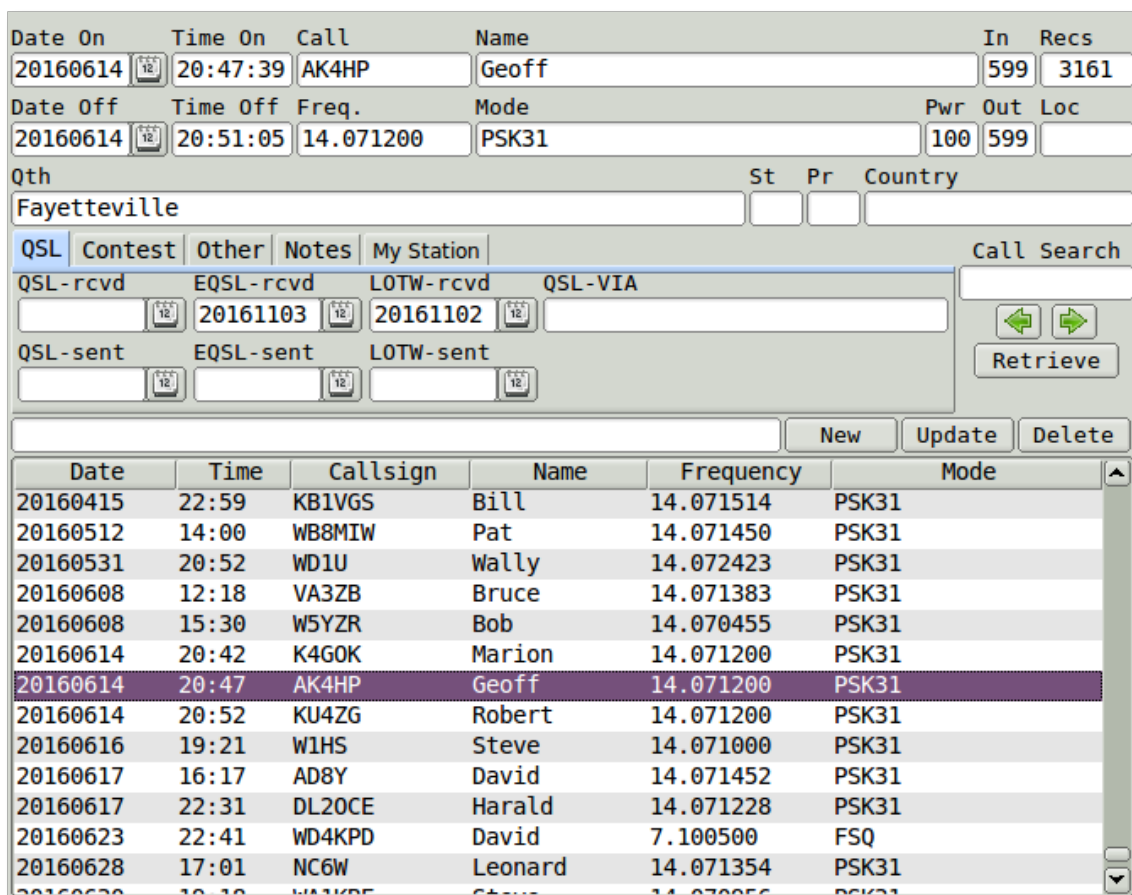 Date On Time On Call Name In Recs
20160614 20:47:39 AK4HP Geoff 599 3161
Date Off Time Off Freq. Mode Pwr Out Loc
20160614 20:51:05 14.071200 PSK31 100 599
Qth St Pr Country
Fayetteville
QSL Contest Other Notes My Station Call Search
QSL-rcvd EQSL-rcvd LOTW-rcvd QSL-VIA
20161103 20161102
QSL-sent EQSL-sent LOTW-sent Retrieve
New Update Delete
Date Time Callsign Name Frequency Mode
20160415 22:59 KB1VGS Bill 14.071514 PSK31
20160512 14:00 WB8MIW Pat 14.071450 PSK31
20160531 20:52 WD1U Wally 14.072423 PSK31
20160608 12:18 VA3ZB Bruce 14.071383 PSK31
20160608 15:30 W5YZR Bob 14.070455 PSK31
20160614 20:42 K4GOK Marion 14.071200 PSK31
20160614 20:47 AK4HP Geoff 14.071200 PSK31
20160614 20:52 KU4ZG Robert 14.071200 PSK31
20160616 19:21 W1HS Steve 14.071000 PSK31
20160617 16:17 AD8Y David 14.071452 PSK31
20160617 22:31 DL2OCE Harald 14.071228 PSK31
20160623 22:41 WD4KPD David 7.100500 FSQ
20160628 17:01 NC6W Leonard 14.071354 PSK31